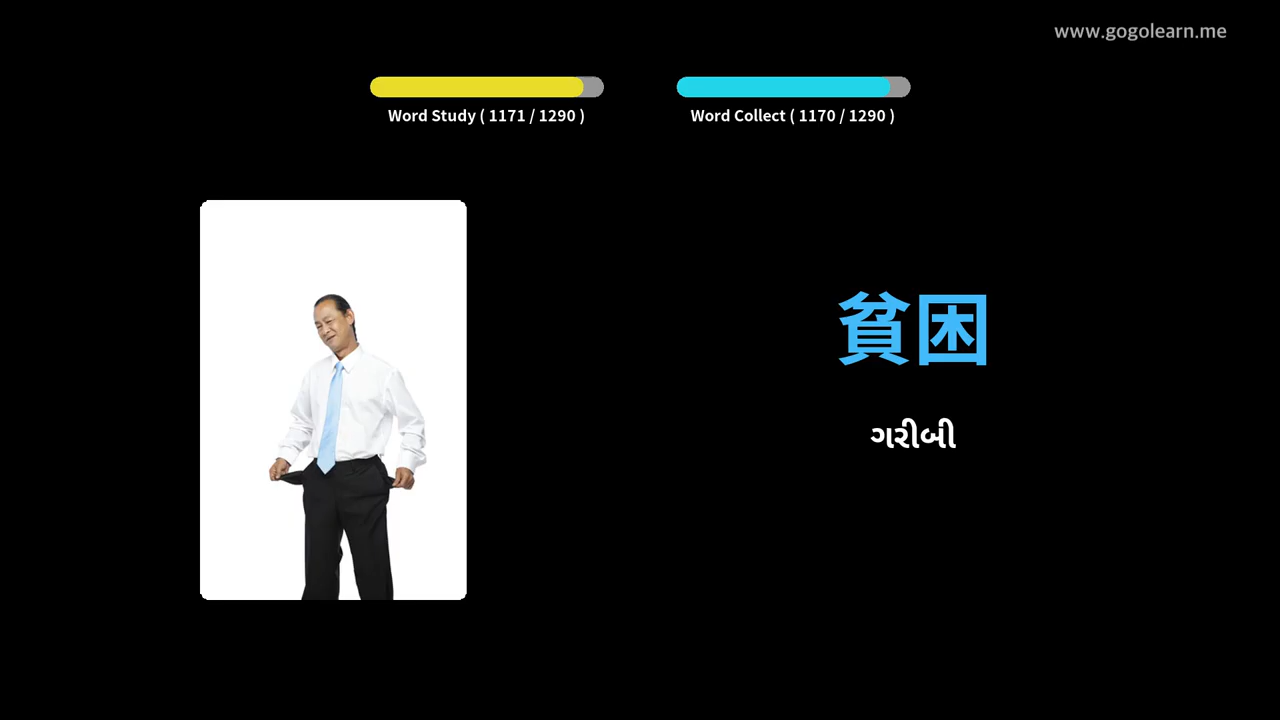 www.gogolearn.me
Word Study ( 1171 / 1290 )
Word Collect ( 1170 / 1290 )
貧困
ગરીબી